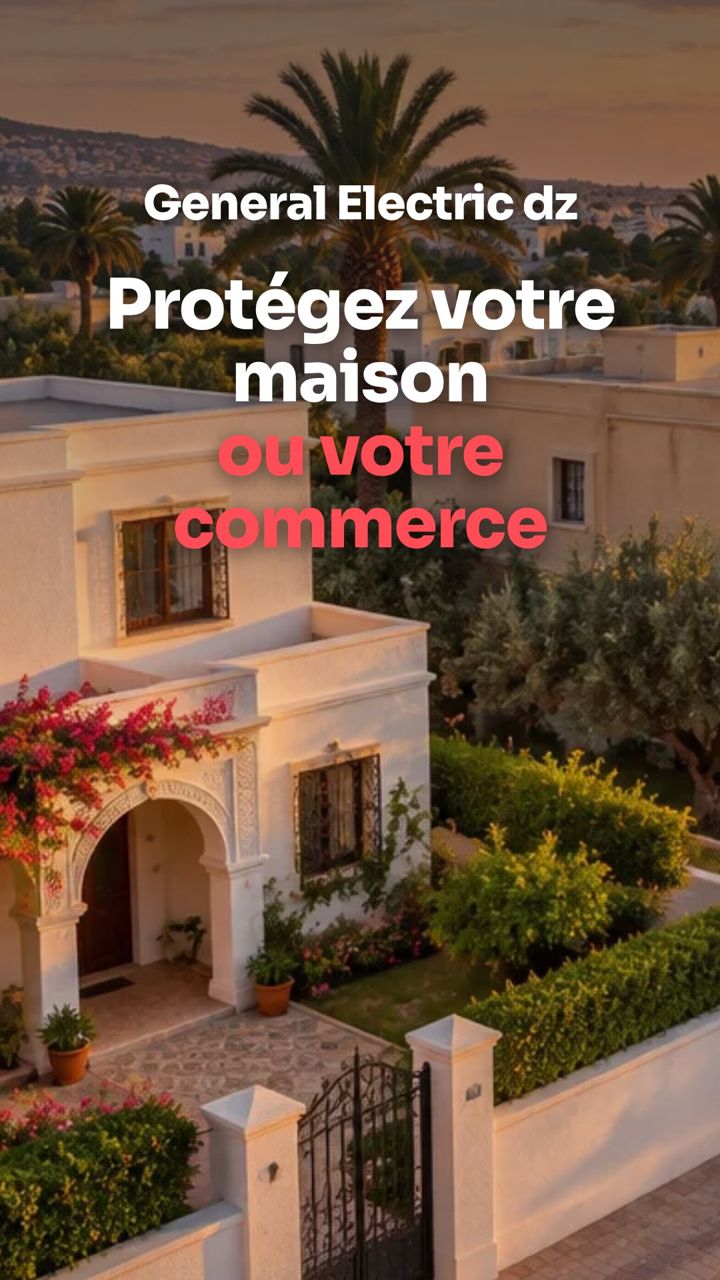 General Electric dz
Protégez votre
maison
ou votre
commerce